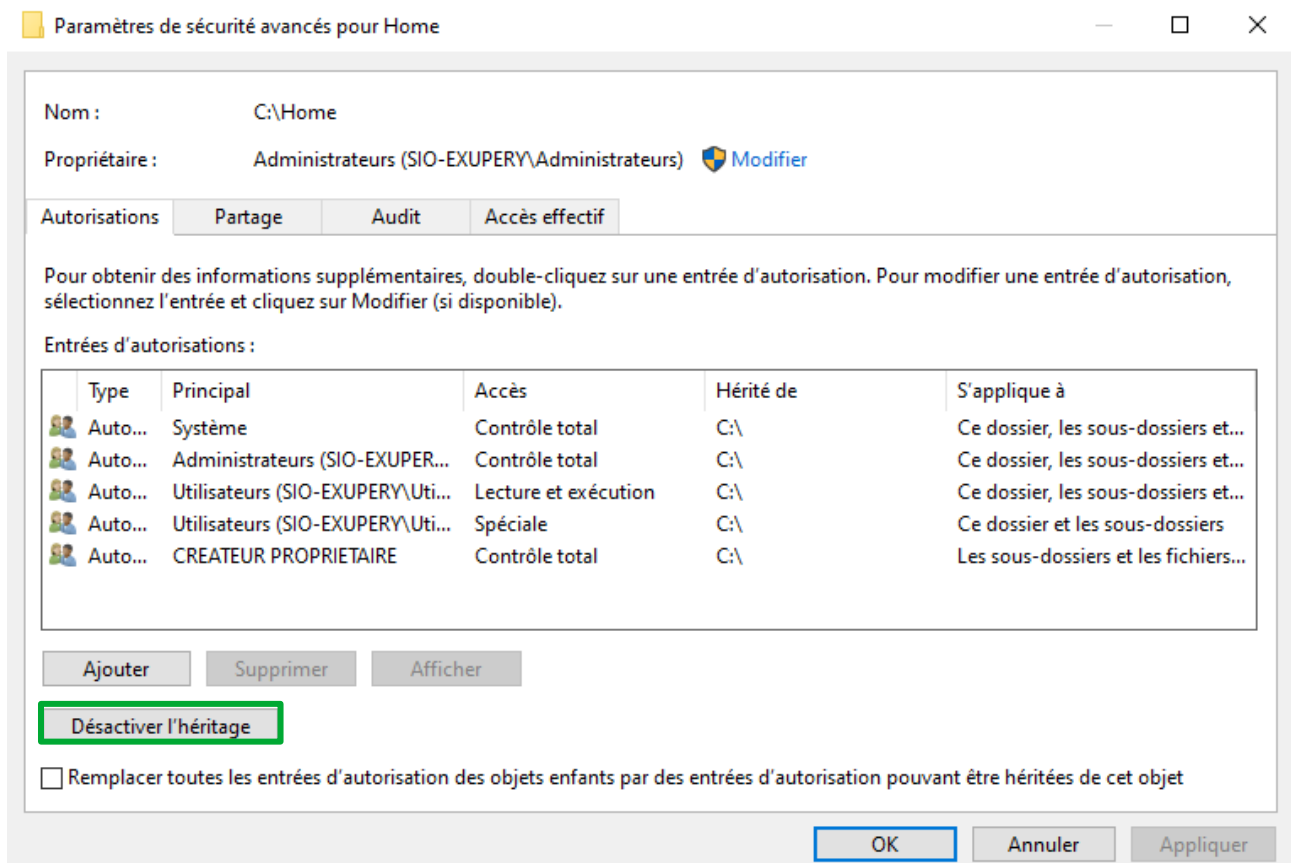 Paramètres de sécurité avancés pour Home
Nom : C:\Home
Propriétaire : Administrateurs (SIO-EXUPERY\Administrateurs) Modifier
Autorisations Partage Audit Accès effectif
Pour obtenir des informations supplémentaires, double-cliquez sur une entrée d'autorisation. Pour modifier une entrée d'autorisation,
sélectionnez l'entrée et cliquez sur Modifier (si disponible).
Entrées d'autorisations :
Type Principal Accès Hérité de S'applique à
Auto... Système Contrôle total C:\ Ce dossier, les sous-dossiers et...
Auto... Administrateurs (SIO-EXUPER... Contrôle total C:\ Ce dossier, les sous-dossiers et...
Auto... Utilisateurs (SIO-EXUPERY\Uti... Lecture et exécution C:\ Ce dossier, les sous-dossiers et...
Auto... Utilisateurs (SIO-EXUPERY\Uti... Spéciale C:\ Ce dossier et les sous-dossiers
Auto... CREATEUR PROPRIETAIRE Contrôle total C:\ Les sous-dossiers et les fichiers...
Ajouter Supprimer Afficher
Désactiver l'héritage
Remplacer toutes les entrées d'autorisation des objets enfants par des entrées d'autorisation pouvant être héritées de cet objet
OK Annuler Appliquer